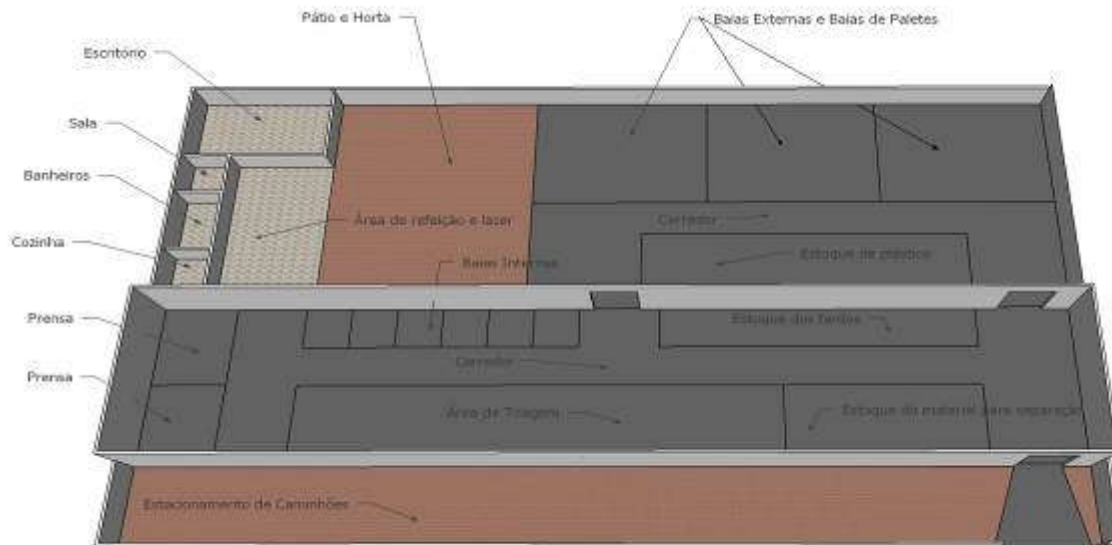 Pátio e Horta
Baias Externas e Baias de Paletes
Escritório
Sala
Banheiros
Cozinha
Área de refeição e lazer
Corredor
Estoque de plástico
Baias Internas
Prensa
Estoque dos fardos
Corredor
Prensa
Área de Triagem
Estoque do material para separação
Estacionamento de Caminhões